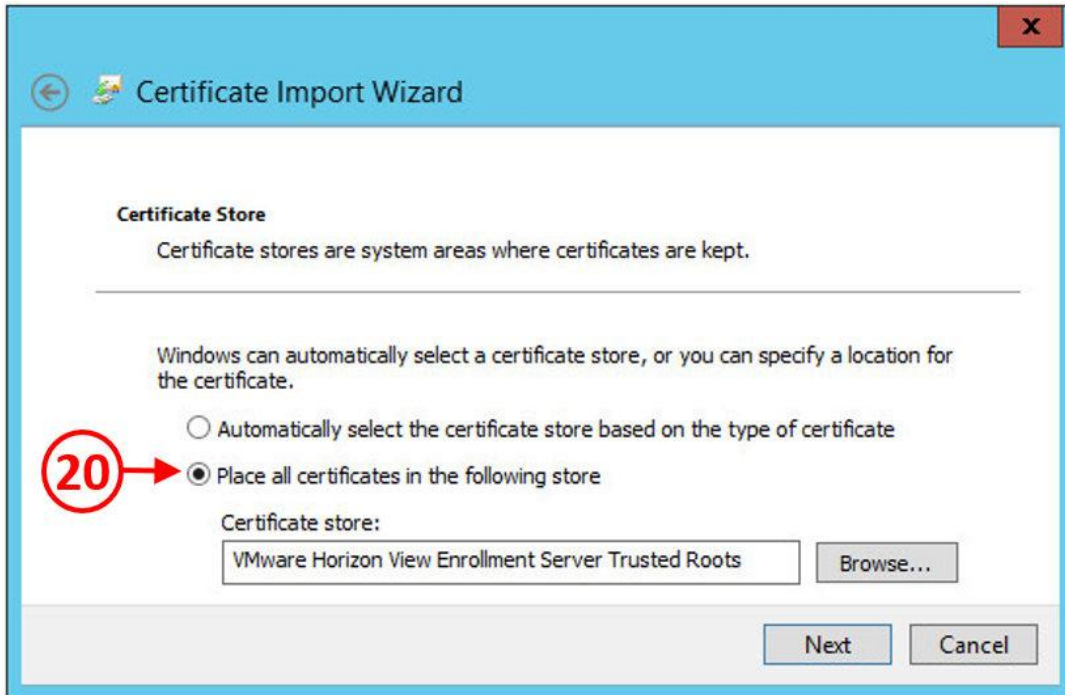 x
Certificate Import Wizard
Certificate Store
Certificate stores are system areas where certificates are kept.
Windows can automatically select a certificate store, or you can specify a location for
the certificate.
Automatically select the certificate store based on the type of certificate
20
Place all certificates in the following store
Certificate store:
VMware Horizon View Enrollment Server Trusted Roots
Browse...
Next
Cancel